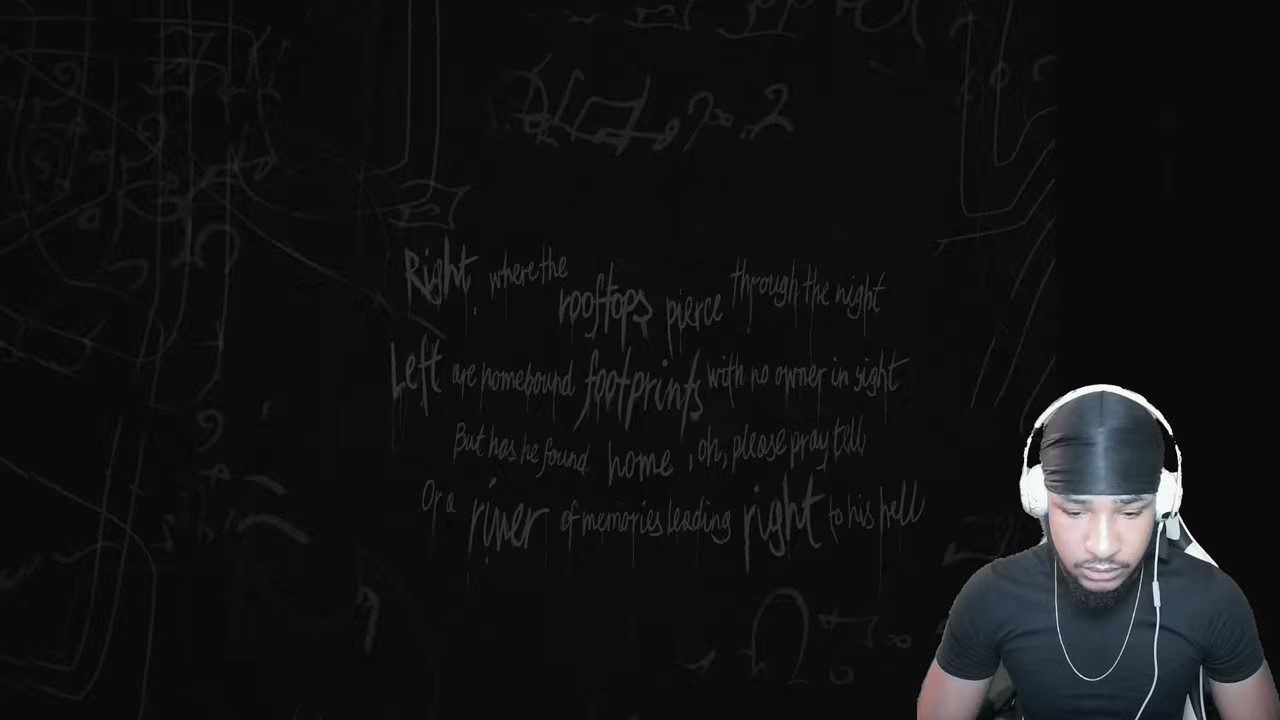 Right where the rooftops pierce through the night
Left are homebound footprints with no owner in sight
But has he found home, oh, please pray tell
Or a river of memories leading right to his hell